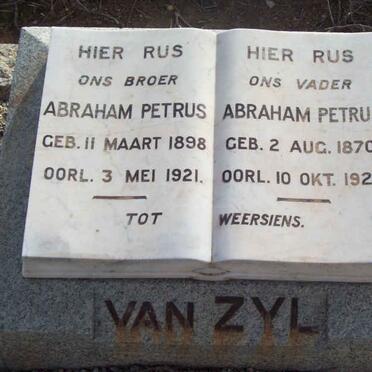 HIER RUS
ONS BROER
ABRAHAM PETRUS
GEB. 11 MAART 1898
OORL. 3 MEI 1921.
HIER RUS
ONS VADER
ABRAHAM PETRU
GEB. 2 AUG. 1870
OORL. 10 OKT. 192
TOT WEERSIENS.
VAN ZYL